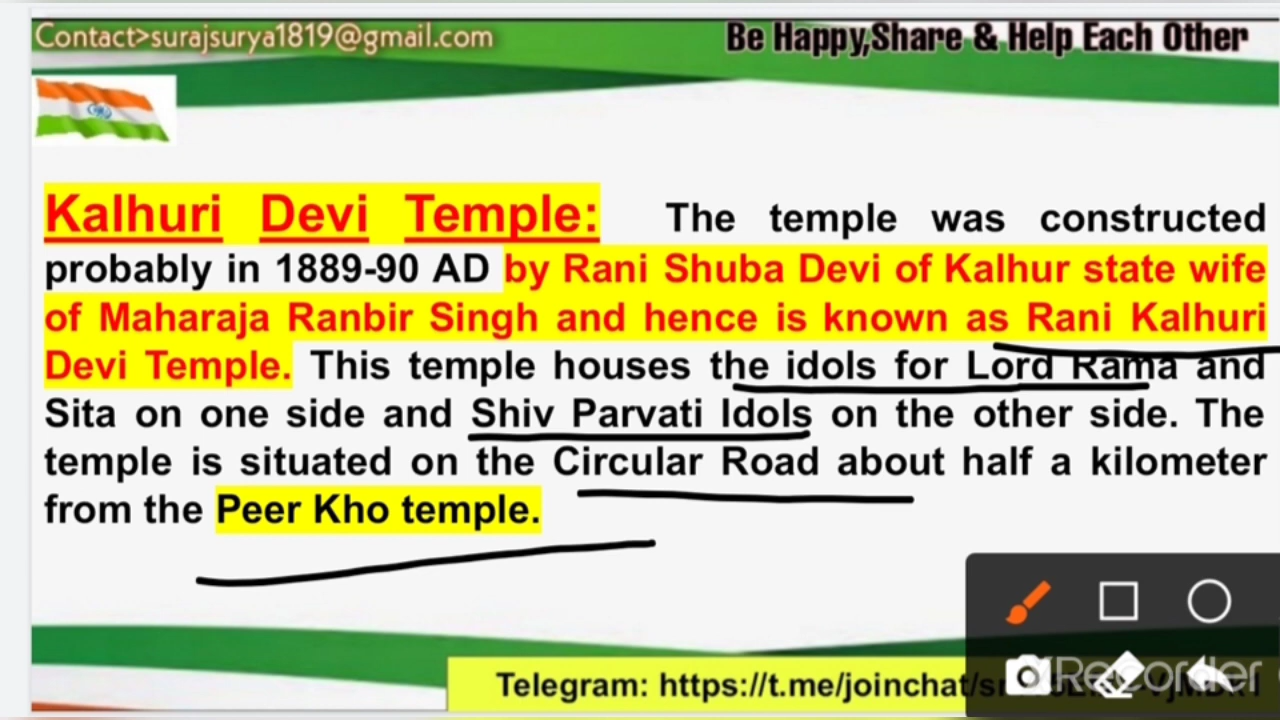 Contact>surajsurya1819@gmail.com
Be Happy,Share & Help Each Other
Kalhuri Devi Temple: The temple was constructed
probably in 1889-90 AD by Rani Shuba Devi of Kalhur state wife
of Maharaja Ranbir Singh and hence is known as Rani Kalhuri
Devi Temple. This temple houses the idols for Lord Rama and
Sita on one side and Shiv Parvati Idols on the other side. The
temple is situated on the Circular Road about half a kilometer
from the Peer Kho temple.
Telegram: https://t.me/joinchat/
XRecorder